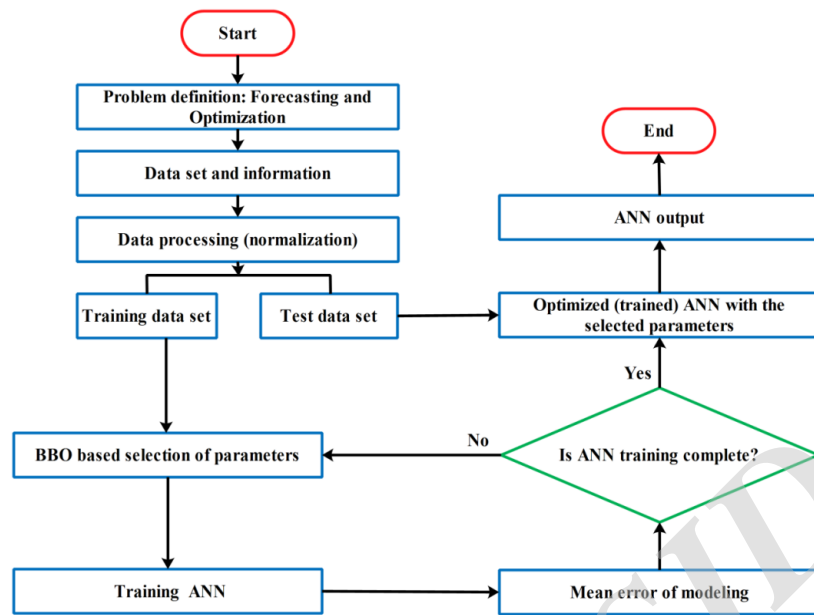 Start
Problem definition: Forecasting and
Optimization
Data set and information
Data processing (normalization)
Training data set
Test data set
End
ANN output
Optimized (trained) ANN with the
selected parameters
Yes
No
Is ANN training complete?
BBO based selection of parameters
Training ANN
Mean error of modeling
SID